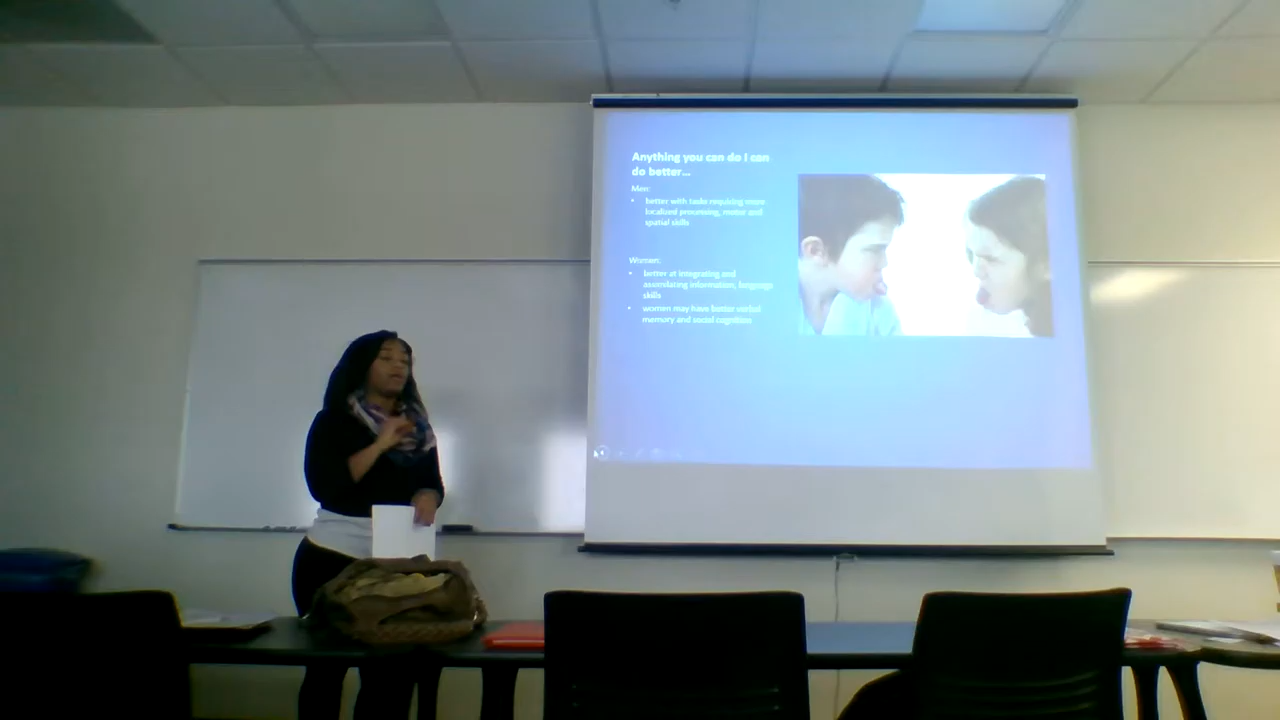 Anything you can do I can
do better...
Men:
• better with tasks requiring more
localized processing, motor and
spatial skills
Women:
• better at integrating and
assimilating information, language
skills
• women may have better verbal
memory and social cognition